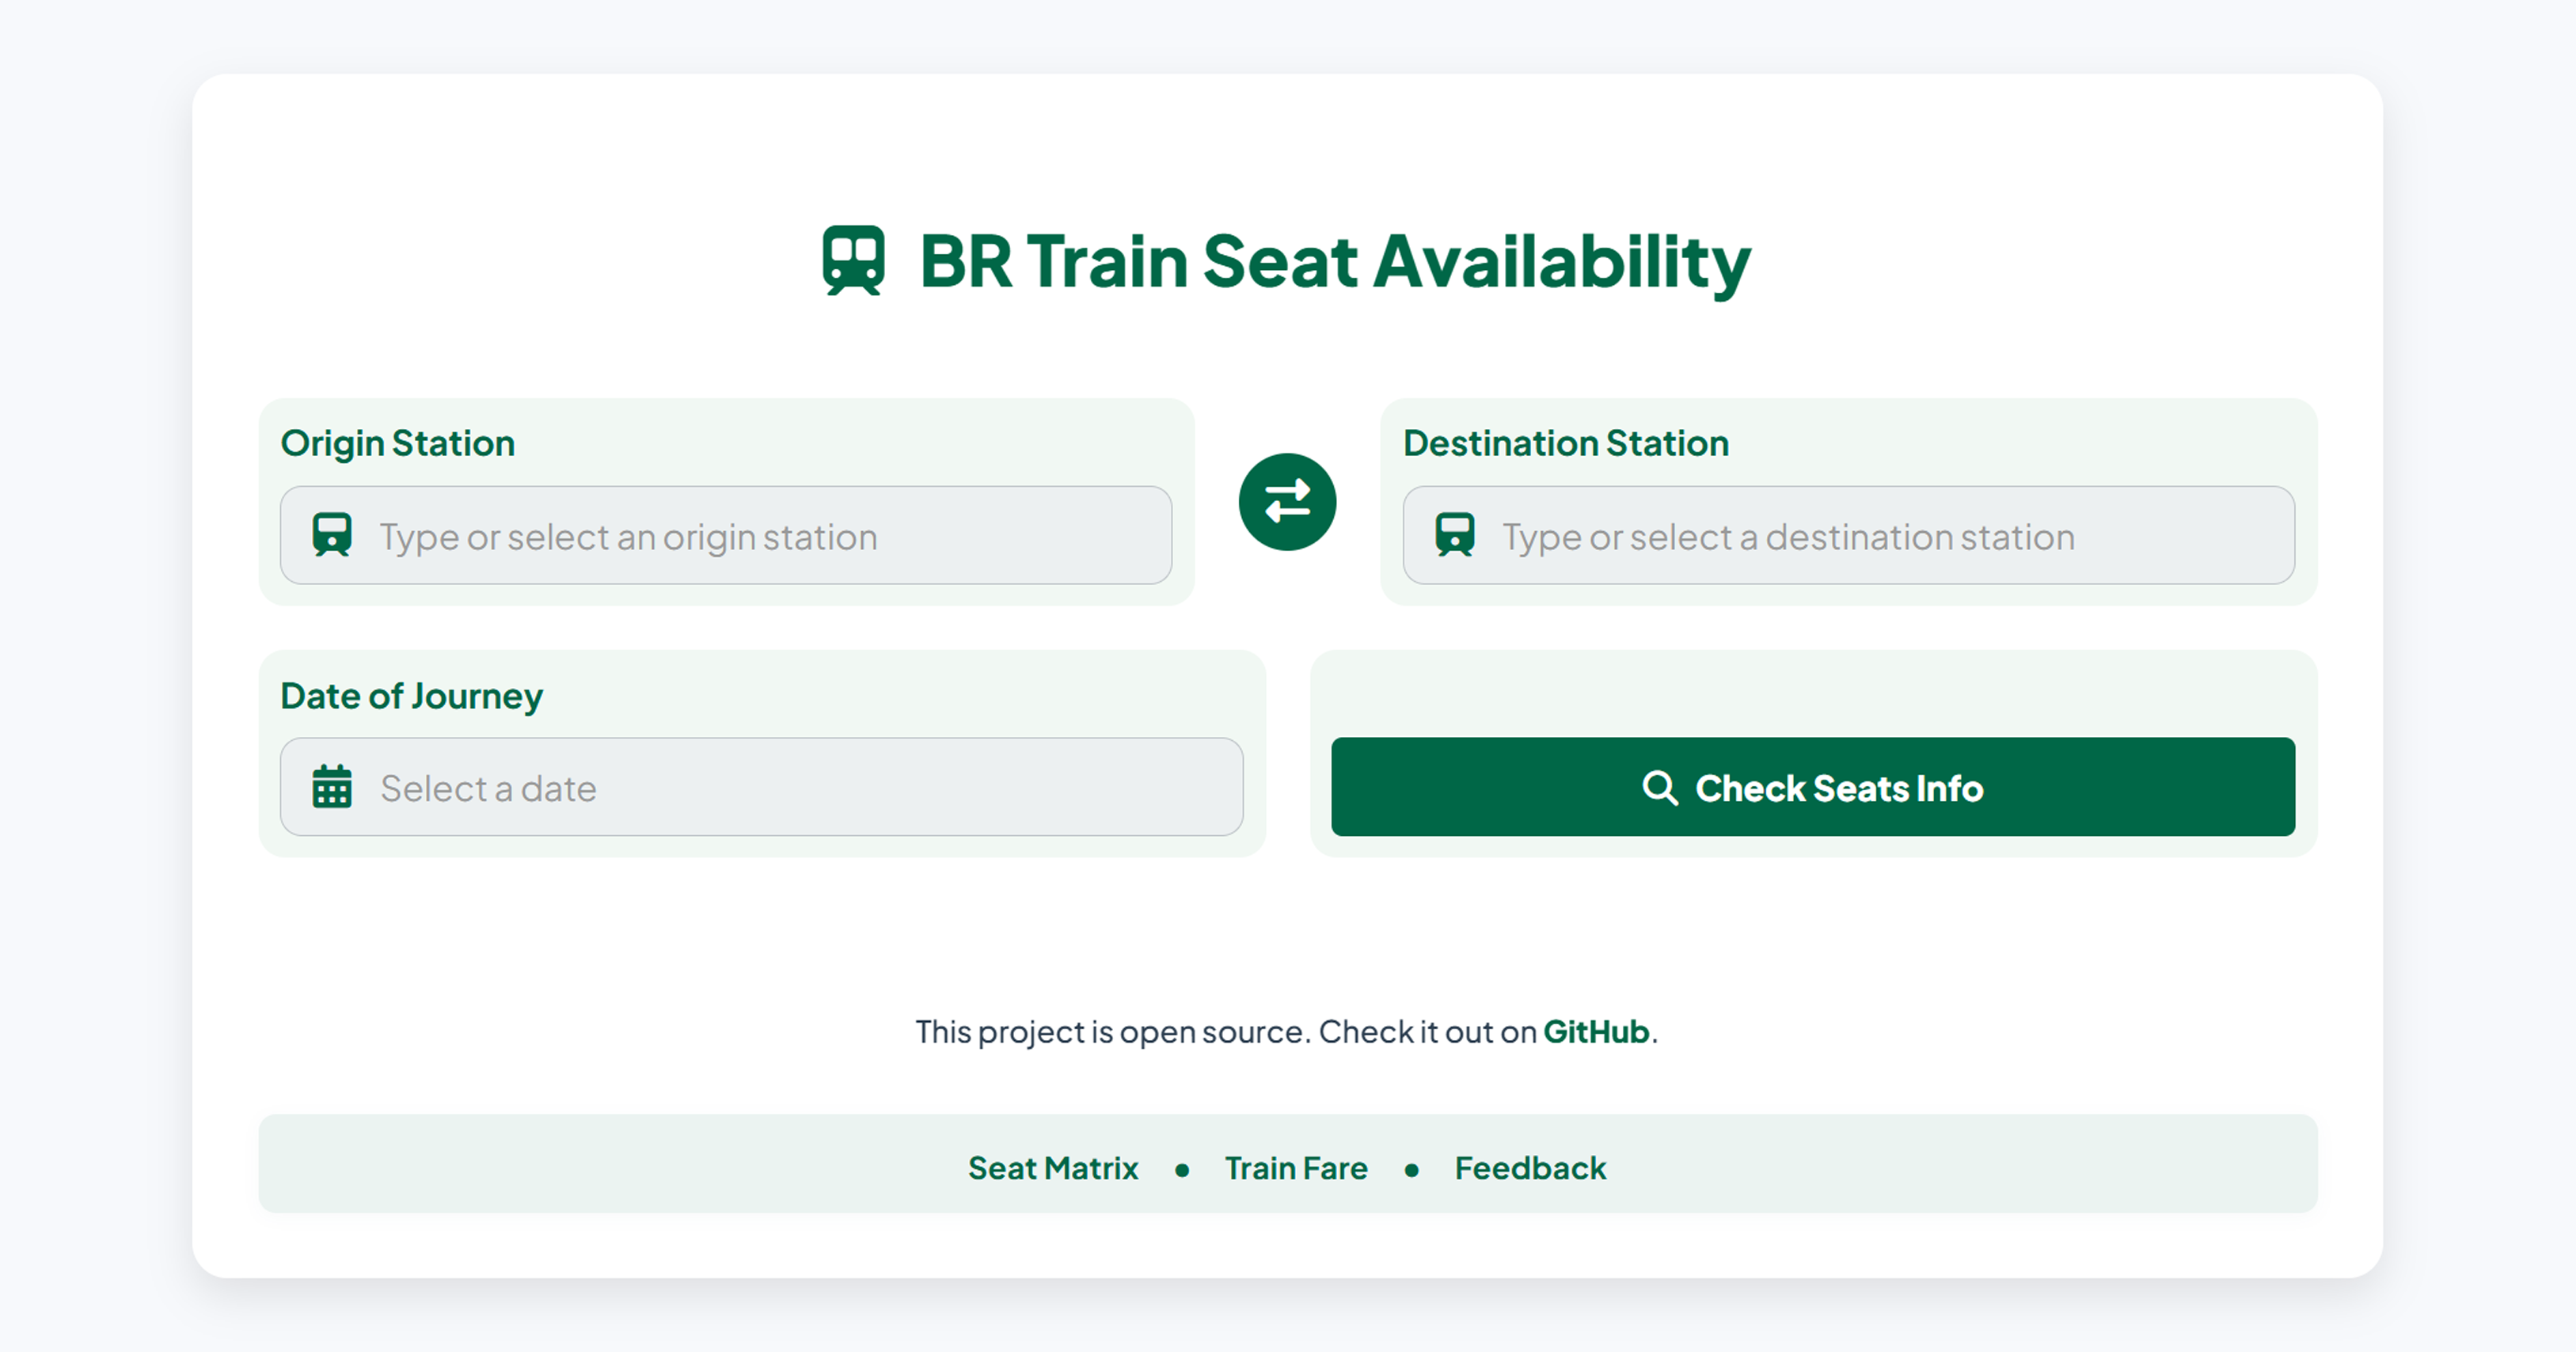 BR Train Seat Availability
Origin Station
Type or select an origin station
Destination Station
Type or select a destination station
Date of Journey
Select a date
Check Seats Info
This project is open source. Check it out on GitHub.
Seat Matrix • Train Fare • Feedback